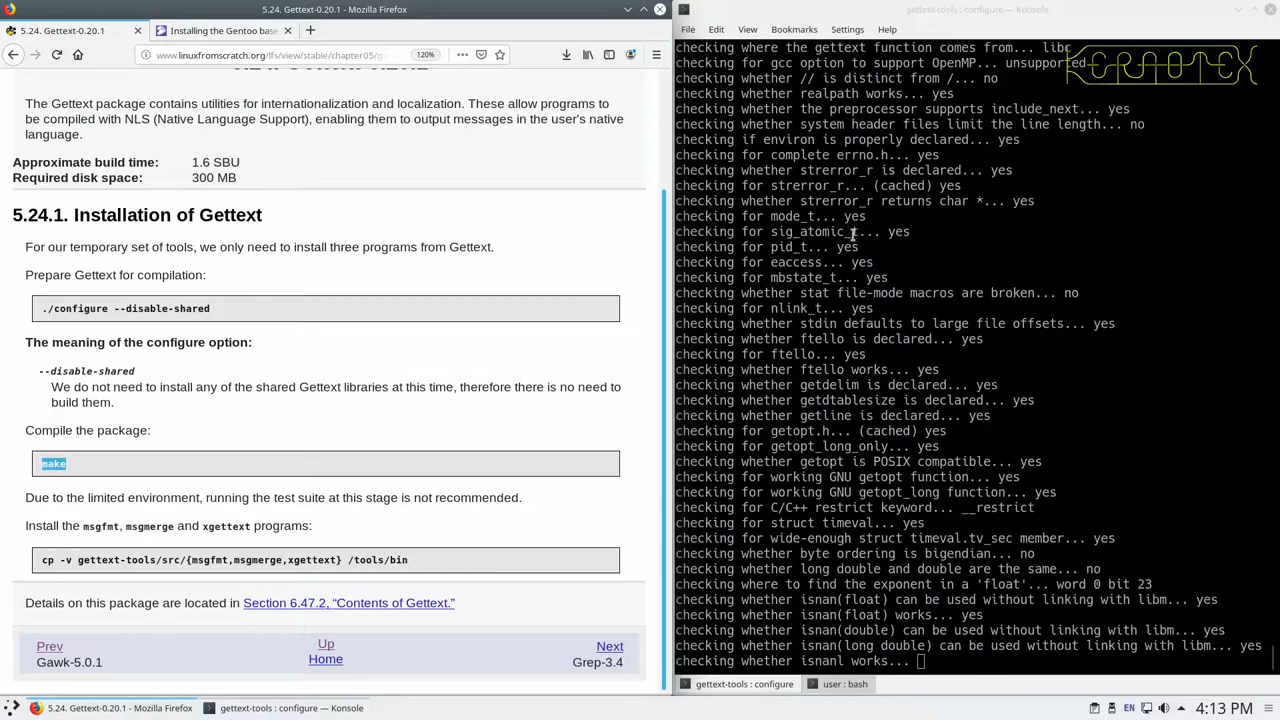 5.24. Gettext-0.20.1 - Mozilla Firefox
5.24. Gettext-0.20.1
Installing the Gentoo base
www.linuxfromscratch.org/lfs/view/stable/chapter05/g
120%
The Gettext package contains utilities for internationalization and localization. These allow programs to
be compiled with NLS (Native Language Support), enabling them to output messages in the user's native
language.
Approximate build time: 1.6 SBU
Required disk space: 300 MB
5.24.1. Installation of Gettext
For our temporary set of tools, we only need to install three programs from Gettext.
Prepare Gettext for compilation:
./configure --disable-shared
The meaning of the configure option:
--disable-shared
We do not need to install any of the shared Gettext libraries at this time, therefore there is no need to
build them.
Compile the package:
make
Due to the limited environment, running the test suite at this stage is not recommended.
Install the msgfmt, msgmerge and xgettext programs:
cp -v gettext-tools/src/{msgfmt,msgmerge,xgettext} /tools/bin
Details on this package are located in Section 6.47.2, “Contents of Gettext.”
Prev
Gawk-5.0.1
Up
Home
Next
Grep-3.4
gettext-tools : configure — Konsole
File Edit View Bookmarks Settings Help
checking where the gettext function comes from... libc
checking for gcc option to support OpenMP... unsupported
checking whether // is distinct from /... no
checking whether realpath works... yes
checking whether the preprocessor supports include_next... yes
checking whether system header files limit the line length... no
checking if environ is properly declared... yes
checking for complete errno.h... yes
checking whether strerror_r is declared... yes
checking for strerror_r... (cached) yes
checking whether strerror_r returns char *... yes
checking for mode_t... yes
checking for sig_atomic_t... yes
checking for pid_t... yes
checking for eaccess... yes
checking for mbstate_t... yes
checking whether stat file-mode macros are broken... no
checking for nlink_t... yes
checking whether stdin defaults to large file offsets... yes
checking whether ftello is declared... yes
checking for ftello... yes
checking whether ftello works... yes
checking whether getdelim is declared... yes
checking whether getdtablesize is declared... yes
checking whether getline is declared... yes
checking for getopt.h... (cached) yes
checking for getopt_long_only... yes
checking whether getopt is POSIX compatible... yes
checking for working GNU getopt function... yes
checking for working GNU getopt_long function... yes
checking for C/C++ restrict keyword... __restrict
checking for struct timeval... yes
checking for wide-enough struct timeval.tv_sec member... yes
checking whether byte ordering is bigendian... no
checking whether long double and double are the same... no
checking where to find the exponent in a 'float'... word 0 bit 23
checking whether isnan(float) can be used without linking with libm... yes
checking whether isnan(float) works... yes
checking whether isnan(double) can be used without linking with libm... yes
checking whether isnan(long double) can be used without linking with libm... yes
checking whether isnanl works...
gettext-tools : configure
user : bash
5.24. Gettext-0.20.1 - Mozilla Firefox
gettext-tools : configure — Konsole
EN
4:13 PM